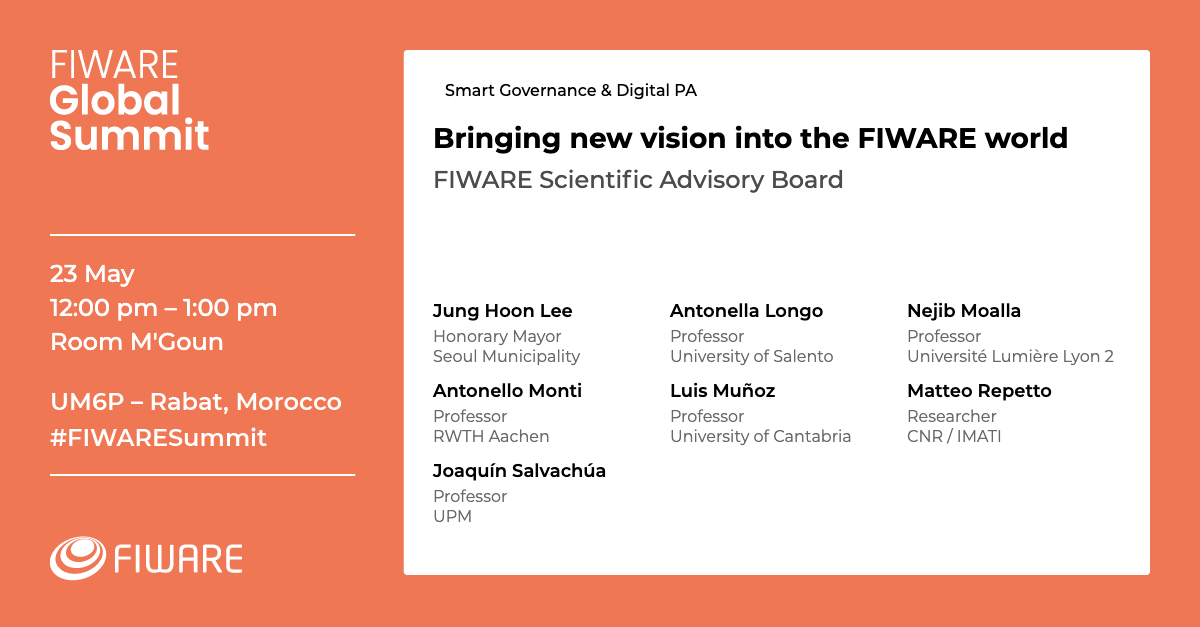 FIWARE
Global
Summit
23 May
12:00 pm – 1:00 pm
Room M'Goun
UM6P – Rabat, Morocco
#FIWARESummit
FIWARE
Smart Governance & Digital PA
Bringing new vision into the FIWARE world
FIWARE Scientific Advisory Board
Jung Hoon Lee
Honorary Mayor
Seoul Municipality
Antonella Longo
Professor
University of Salento
Nejib Moalla
Professor
Université Lumière Lyon 2
Antonello Monti
Professor
RWTH Aachen
Luis Muñoz
Professor
University of Cantabria
Matteo Repetto
Researcher
CNR / IMATI
Joaquín Salvachúa
Professor
UPM